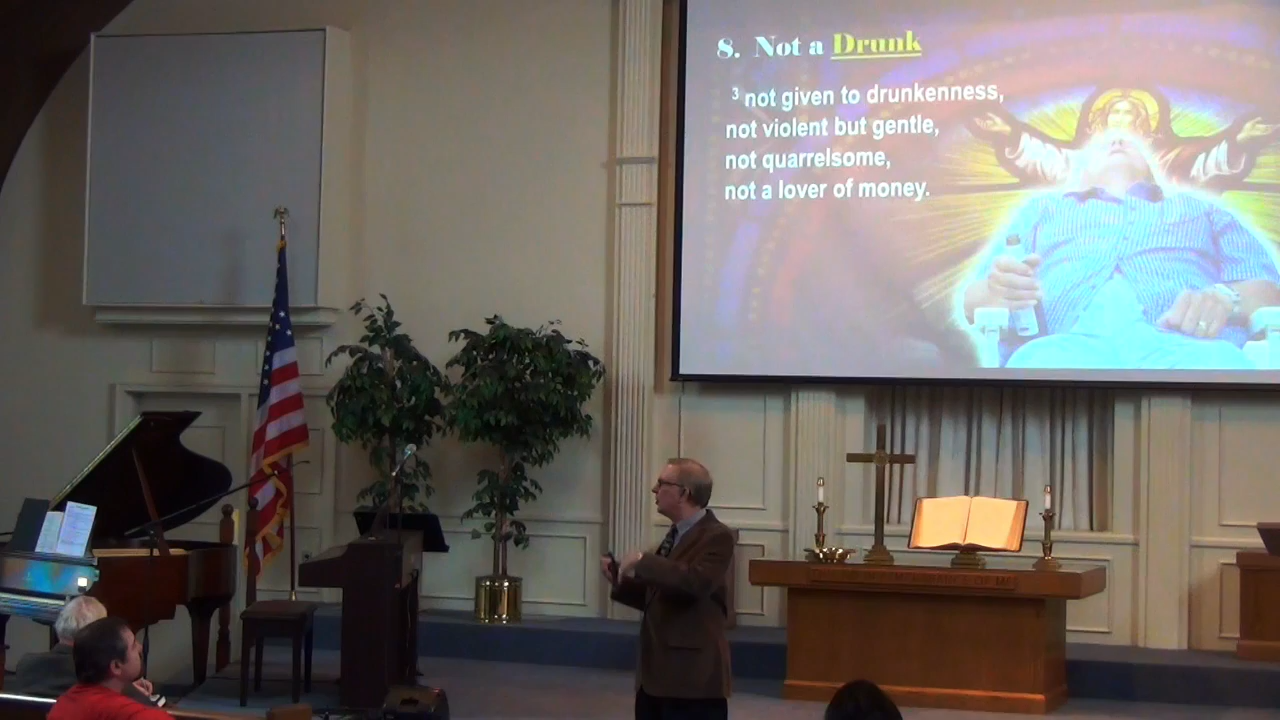 8. Not a Drunk
3 not given to drunkenness,
not violent but gentle,
not quarrelsome,
not a lover of money.